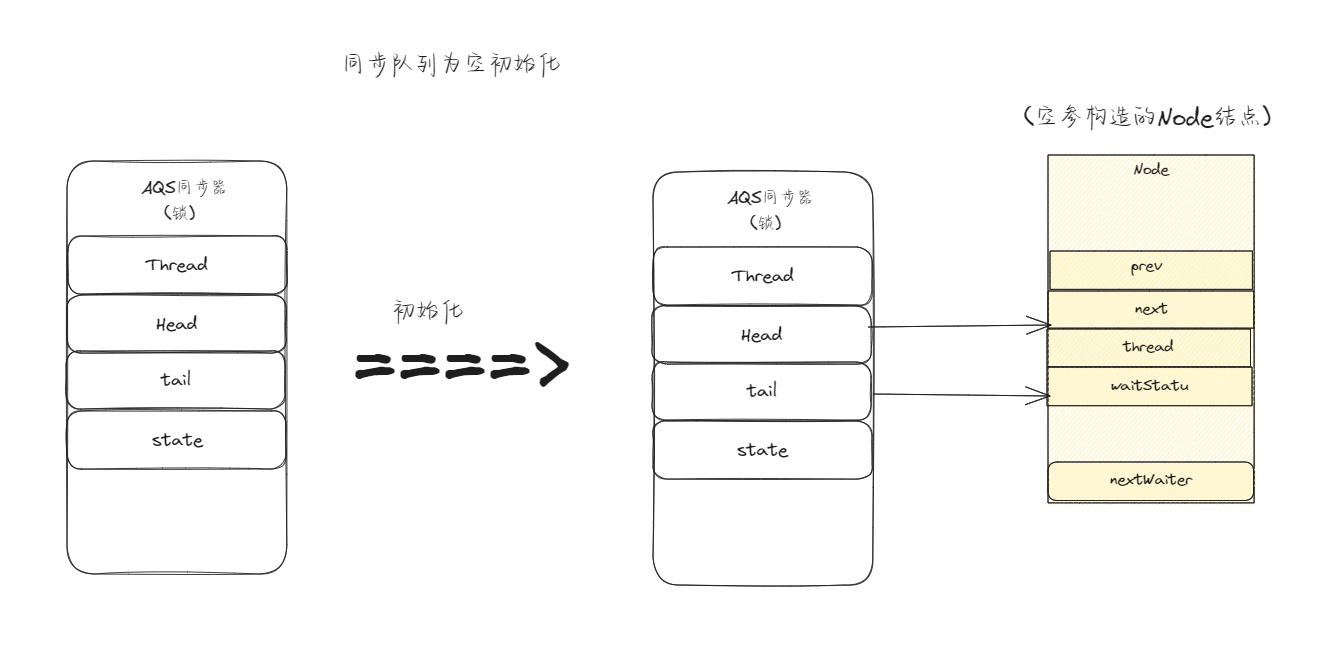 同步队列为空初始化
(空参构造的Node结点)
AQS同步器
(锁)
Thread
Head
tail
state
初始化
====>
AQS同步器
(锁)
Thread
Head
tail
state
Node
prev
next
thread
waitStatu
nextWaiter